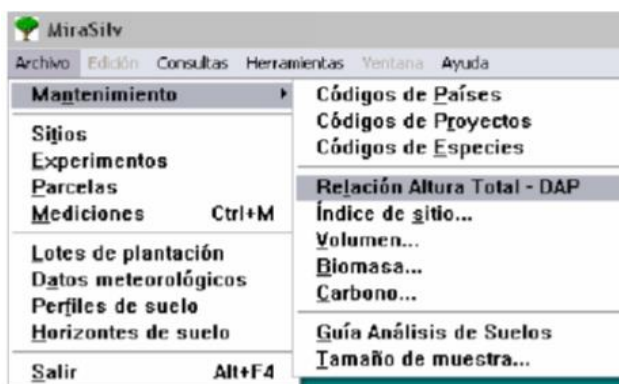 MiraSilv
Archivo Edición Consultas Herramientas Ventana Ayuda
Mantenimiento
Sitios
Experimentos
Parcelas
Mediciones Ctrl+M
Lotes de plantación
Datos meteorológicos
Perfiles de suelo
Horizontes de suelo
Salir Alt+F4
Códigos de Países
Códigos de Proyectos
Códigos de Especies
Relación Altura Total - DAP
Índice de sitio...
Volumen...
Biomasa...
Carbono...
Guía Análisis de Suelos
Tamaño de muestra...